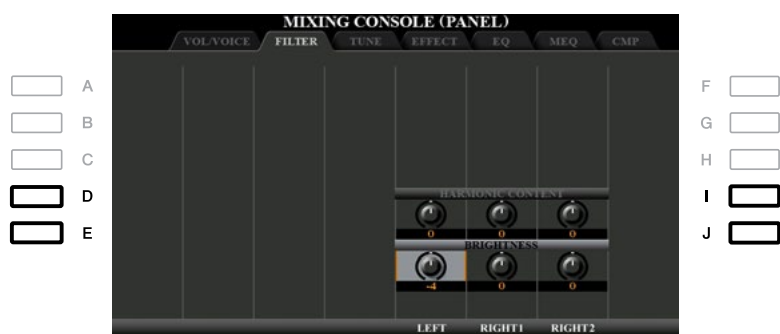 MIXING CONSOLE (PANEL)
VOL/VOICE FILTER TUNE EFFECT EQ MEQ CMP
A F
B G
C H
D I
E J
HARMONIC CONTENT
0 0 0
BRIGHTNESS
-4 0 0
LEFT RIGHT1 RIGHT2